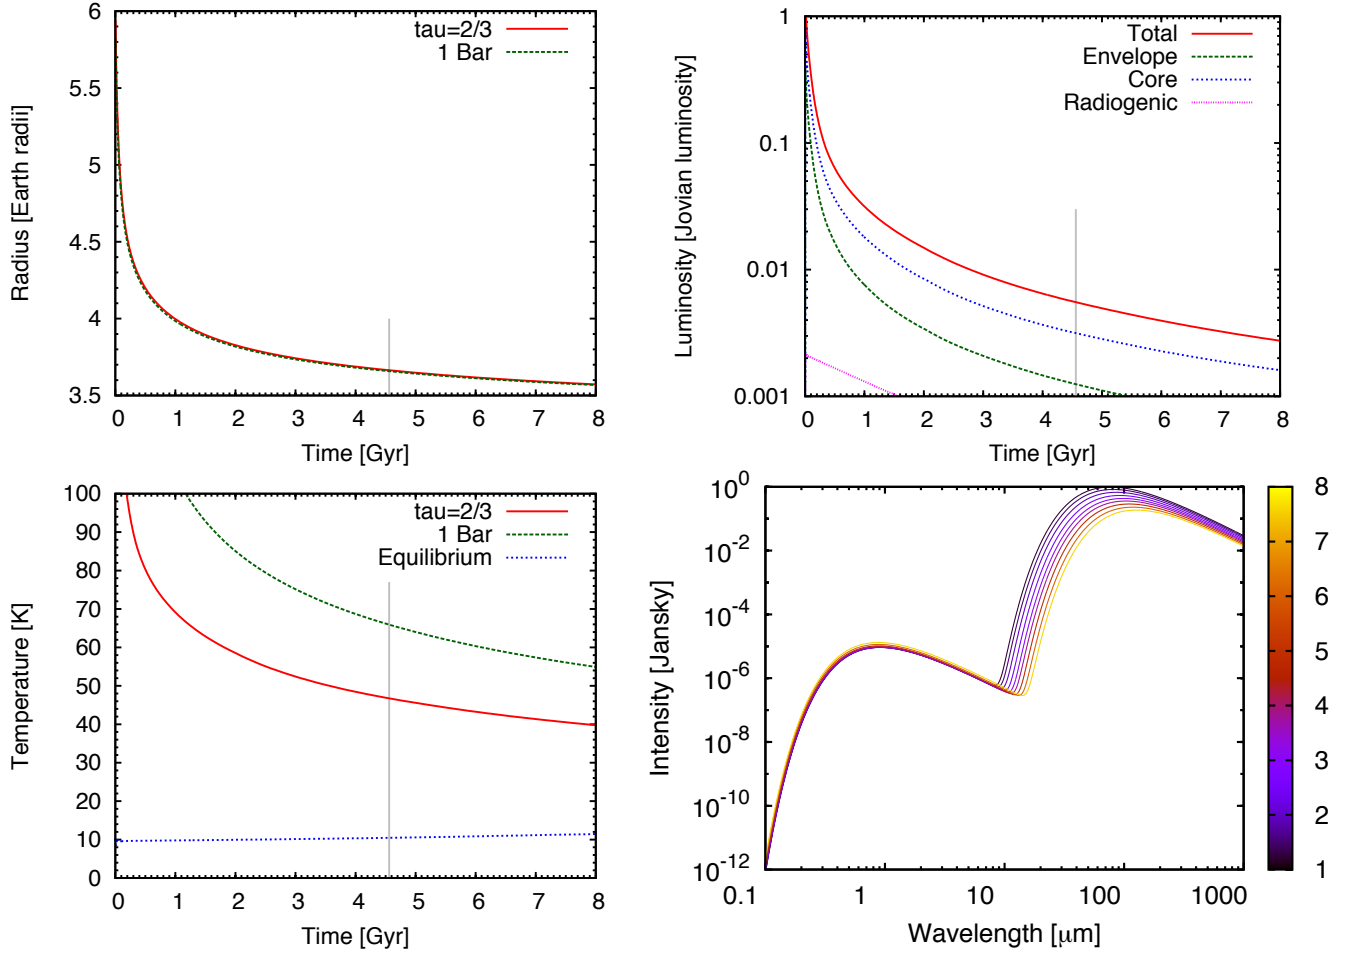 Radius [Earth radii]
6
5.5
5
4.5
4
3.5
tau=2/3
1 Bar
0 1 2 3 4 5 6 7 8
Time [Gyr]
Luminosity [Jovian luminosity]
1
0.1
0.01
0.001
Total
Envelope
Core
Radiogenic
0 1 2 3 4 5 6 7 8
Time [Gyr]
Temperature [K]
100
90
80
70
60
50
40
30
20
10
0
tau=2/3
1 Bar
Equilibrium
0 1 2 3 4 5 6 7 8
Time [Gyr]
Intensity [Jansky]
10^0
10^-2
10^-4
10^-6
10^-8
10^-10
10^-12
0.1 1 10 100 1000
Wavelength [μm]
8
7
6
5
4
3
2
1